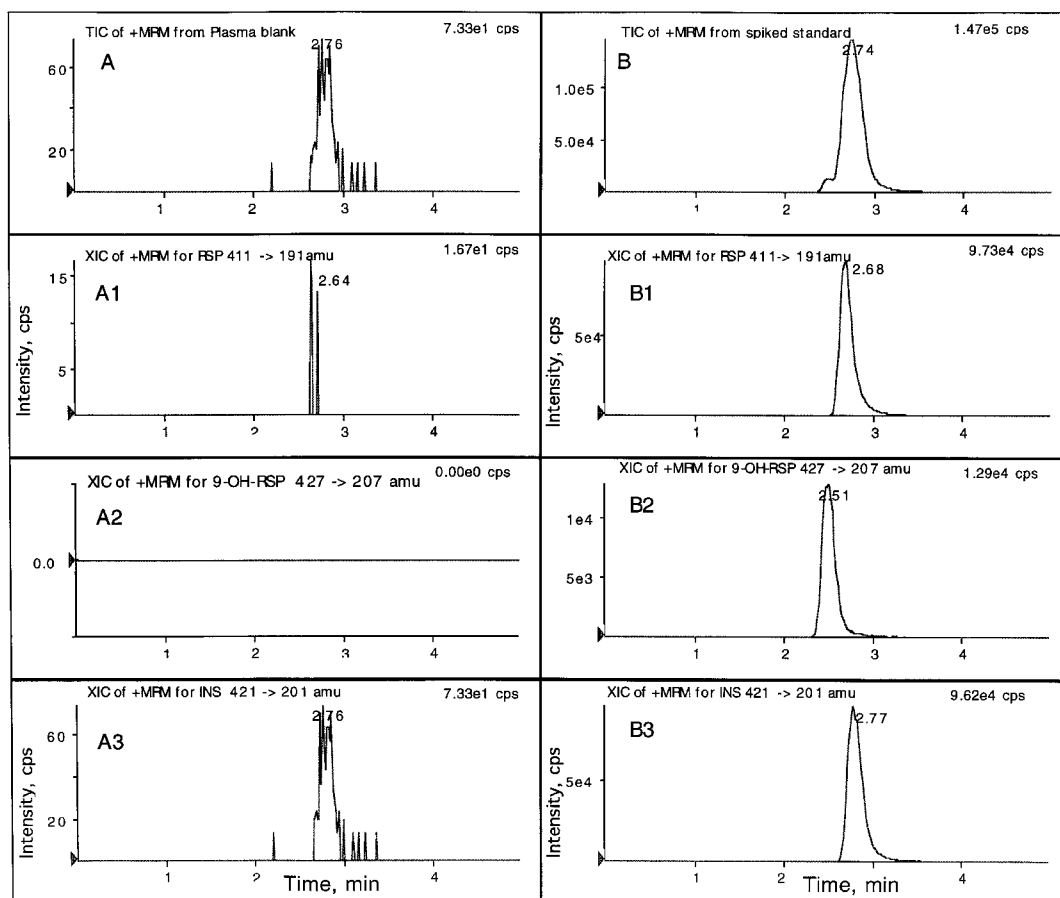 TIC of +MRM from Plasma blank 7.33e1 cps
2.76
A
60
20
1 2 3 4
TIC of +MRM from spiked standard 1.47e5 cps
2.74
B
1.0e5
5.0e4
1 2 3 4
XIC of +MRM for RSP 411 -> 191amu 1.67e1 cps
15
A1
2.64
5
Intensity, cps
1 2 3 4
XIC of +MRM for RSP 411-> 191amu 9.73e4 cps
2.68
B1
5e4
Intensity, cps
1 2 3 4
XIC of +MRM for 9-OH-RSP 427 -> 207 amu 0.00e0 cps
A2
0.0
1 2 3 4
XIC of +MRM for 9-OH-RSP 427 -> 207 amu 1.29e4 cps
2.51
B2
1e4
5e3
1 2 3 4
XIC of +MRM for INS 421 -> 201 amu 7.33e1 cps
2.76
60
A3
20
Intensity, cps
1 2 3 4
Time, min
XIC of +MRM for INS 421 -> 201 amu 9.62e4 cps
2.77
B3
5e4
Intensity, cps
1 2 3 4
Time, min